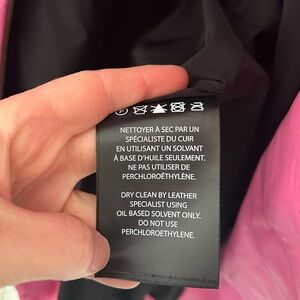 NETTOYER À SEC PAR UN
SPÉCIALISTE DU CUIR
EN UTILISANT UN SOLVANT
À BASE D'HUILE SEULEMENT.
NE PAS UTILISER DE
PERCHLOROÉTHYLÈNE.
DRY CLEAN BY LEATHER
SPECIALIST USING
OIL BASED SOLVENT ONLY.
DO NOT USE
PERCHLOROETHYLENE.